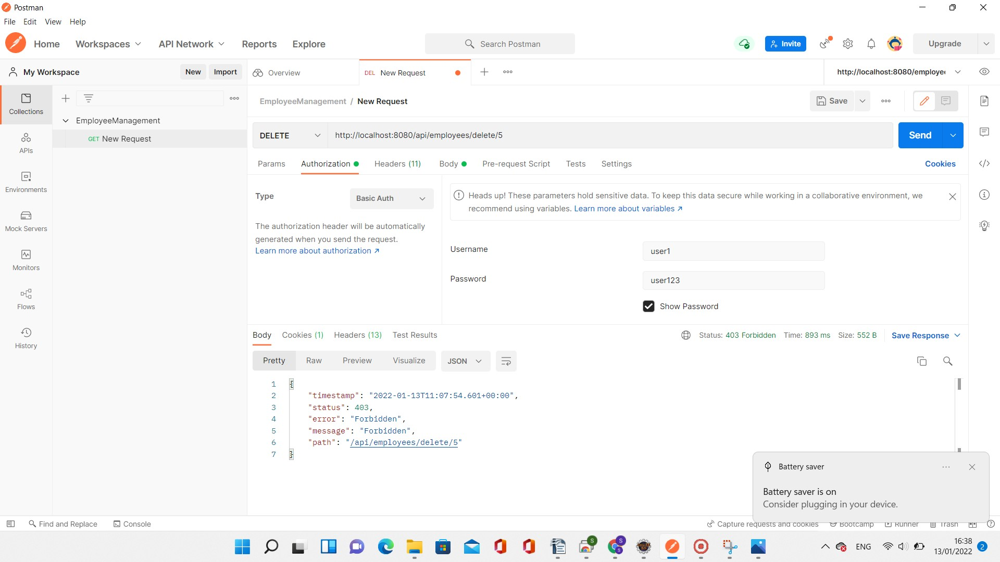 Postman
File Edit View Help
Home Workspaces API Network Reports Explore Search Postman Invite Upgrade
My Workspace New Import Overview DEL New Request http://localhost:8080/employe
EmployeeManagement / New Request Save
Collections
EmployeeManagement
GET New Request
DELETE http://localhost:8080/api/employees/delete/5 Send
APIs
Params Authorization Headers (11) Body Pre-request Script Tests Settings Cookies
Environments
Mock Servers
Monitors
Flows
History
Type Basic Auth
The authorization header will be automatically
generated when you send the request.
Learn more about authorization ↗
Heads up! These parameters hold sensitive data. To keep this data secure while working in a collaborative environment, we
recommend using variables. Learn more about variables ↗
Username user1
Password user123
Show Password
Body Cookies (1) Headers (13) Test Results Status: 403 Forbidden Time: 893 ms Size: 552 B Save Response
Pretty Raw Preview Visualize JSON
1 {
2 "timestamp": "2022-01-13T11:07:54.601+00:00",
3 "status": 403,
4 "error": "Forbidden",
5 "message": "Forbidden",
6 "path": "/api/employees/delete/5"
7 }
Battery saver
Battery saver is on
Consider plugging in your device.
Find and Replace Console Capture requests and cookies Bootcamp Runner Trash
S S S
ENG 16:38
13/01/2022 2